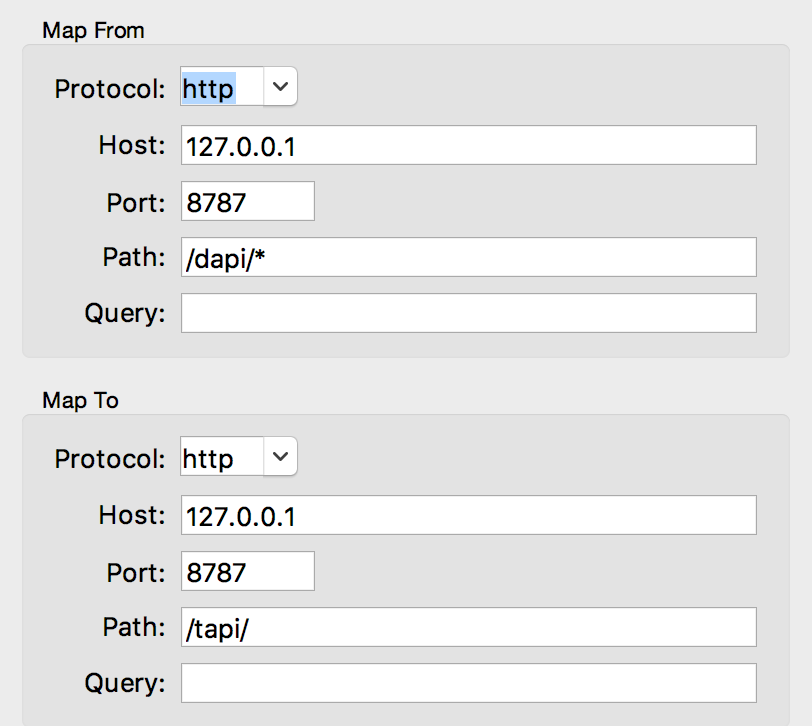 Map From
Protocol: http
Host: 127.0.0.1
Port: 8787
Path: /dapi/*
Query:
Map To
Protocol: http
Host: 127.0.0.1
Port: 8787
Path: /tapi/
Query: